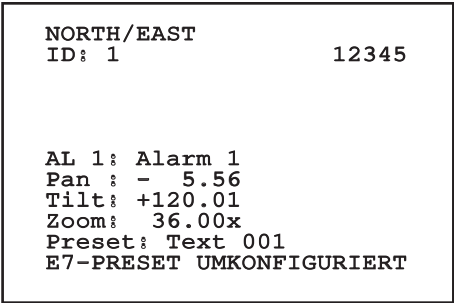 NORTH/EAST
ID: 1 12345
AL 1: Alarm 1
Pan : - 5.56
Tilt: +120.01
Zoom: 36.00x
Preset: Text 001
E7-PRESET UMKONFIGURIERT